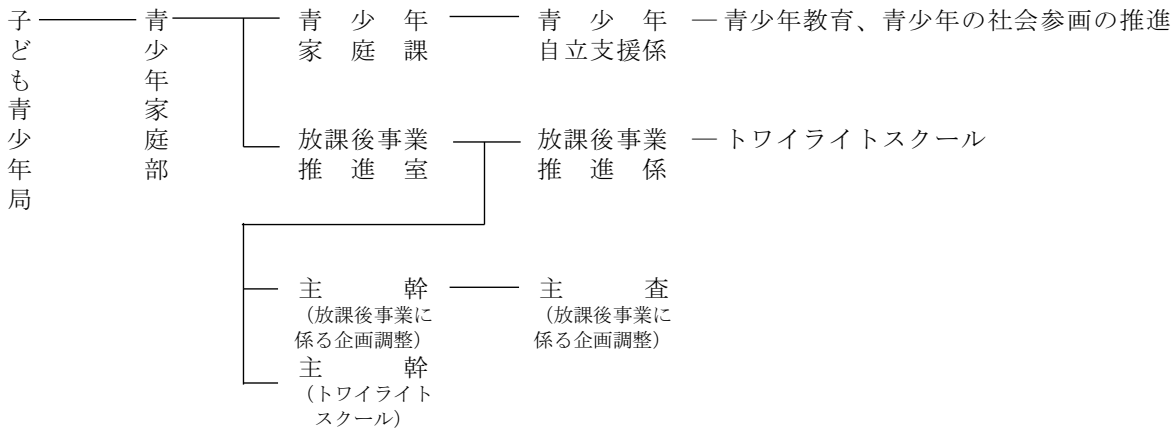 子ども青少年局
青少年家庭部
青少年
家庭課
青少年
自立支援係
青少年教育、青少年の社会参画の推進
放課後事業
推進室
放課後事業
推進係
トワイライトスクール
主幹
（放課後事業に
係る企画調整）
主査
（放課後事業に
係る企画調整）
主幹
（トワイライト
スクール）